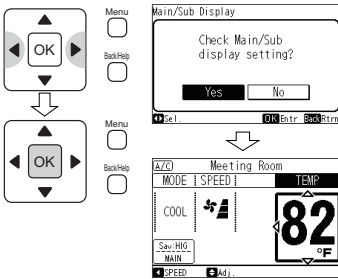 Menu
OK
Back/Help
Main/Sub Display
Check Main/Sub
display setting?
Yes No
Sel. OK Entr Back Rtrn
Menu
OK
Back/Help
A/C Meeting Room
MODE SPEED TEMP
COOL 82 °F
Sav:HIG
MAIN
SPEED Adj.